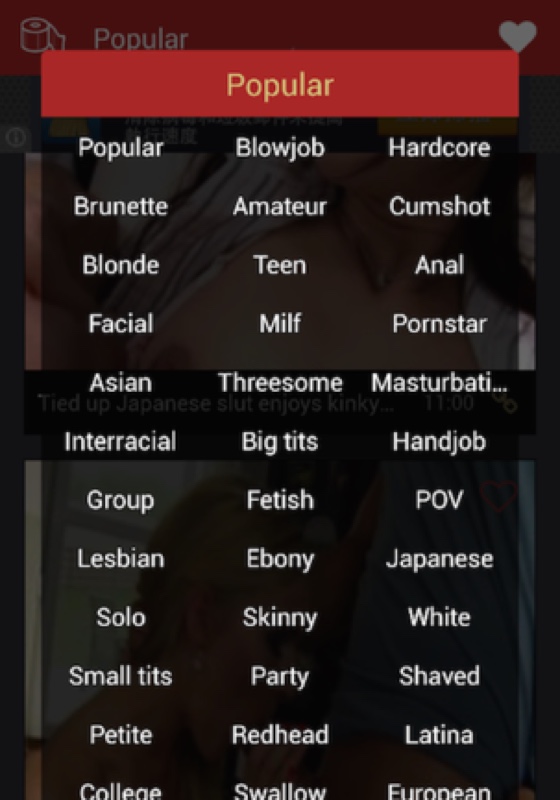 Popular
Popular
Popular Blowjob Hardcore
Brunette Amateur Cumshot
Blonde Teen Anal
Facial Milf Pornstar
Asian Threesome Masturbati...
Tied up Japanese slut enjoys kinky... 11:00
Interracial Big tits Handjob
Group Fetish POV
Lesbian Ebony Japanese
Solo Skinny White
Small tits Party Shaved
Petite Redhead Latina
College Swallow European